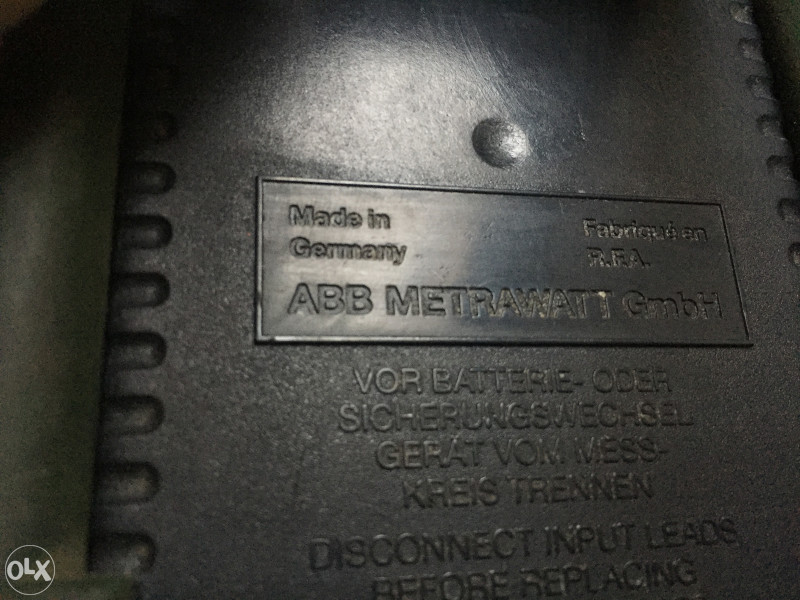 Made in
Germany
Fabriqué en
R.F.A.
ABB METRAWATT GmbH
VOR BATTERIE- ODER
SICHERUNGSWECHSEL
GERÄT VOM MESS-
KREIS TRENNEN
DISCONNECT INPUT LEADS
BEFORE REPLACING
OLX